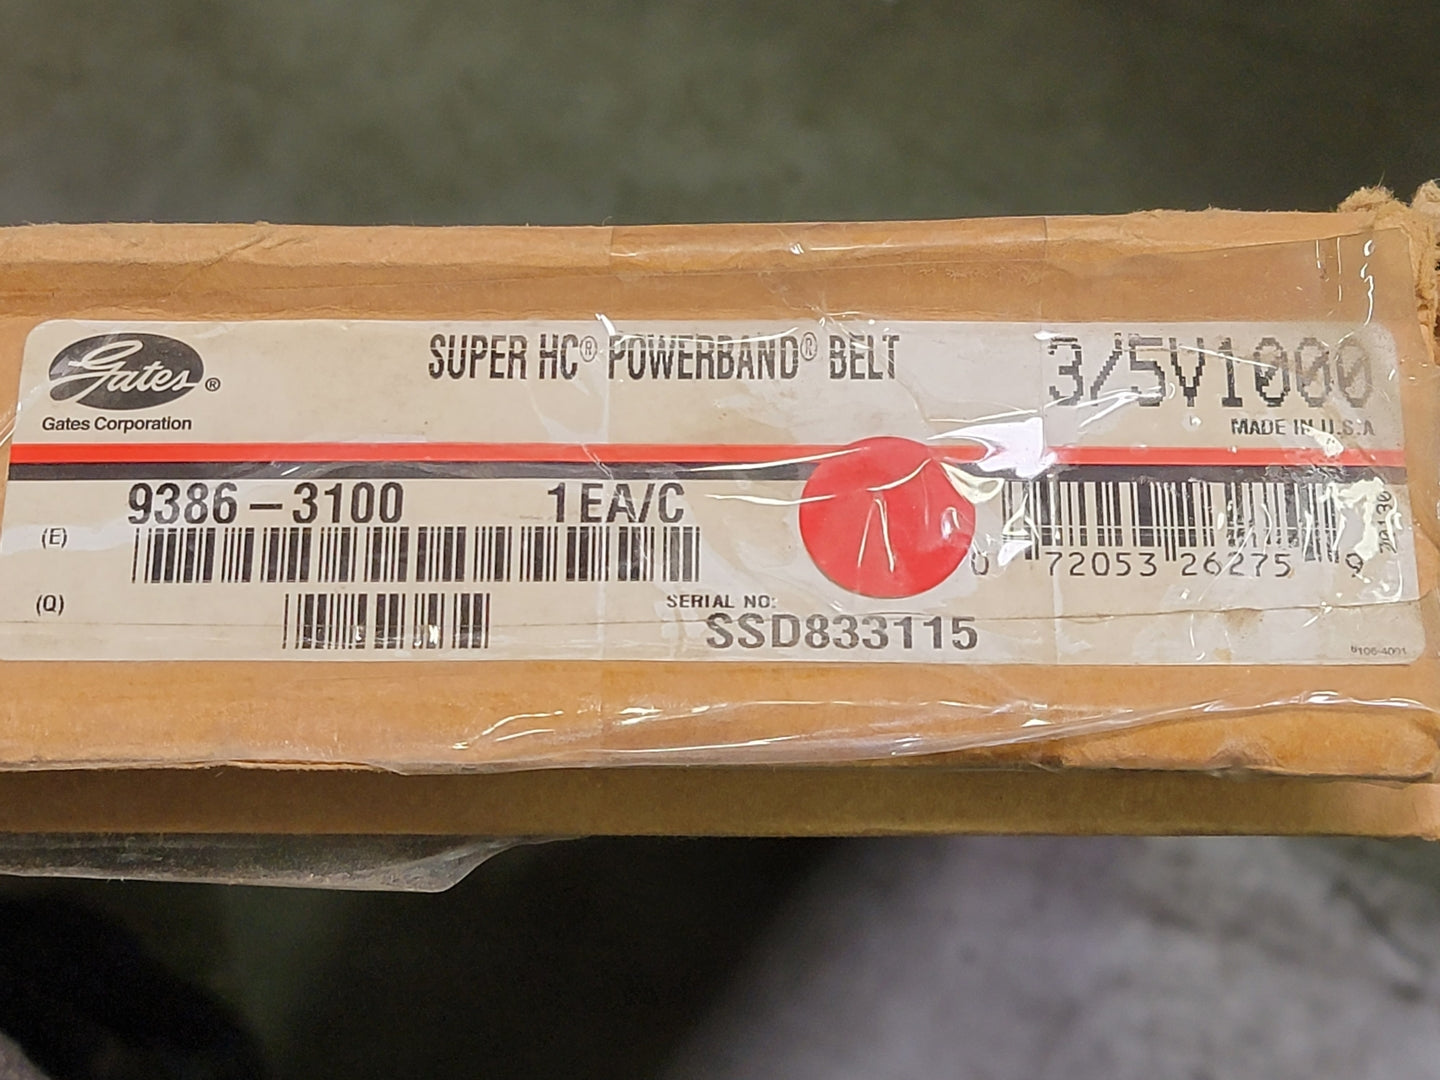 Gates®
Gates Corporation
SUPER HC® POWERBAND® BELT
3/5V1000
MADE IN U.S.A
9386-3100
1EA/C
(E)
0 72053 26275 9
(Q)
SERIAL NO:
SSD833115